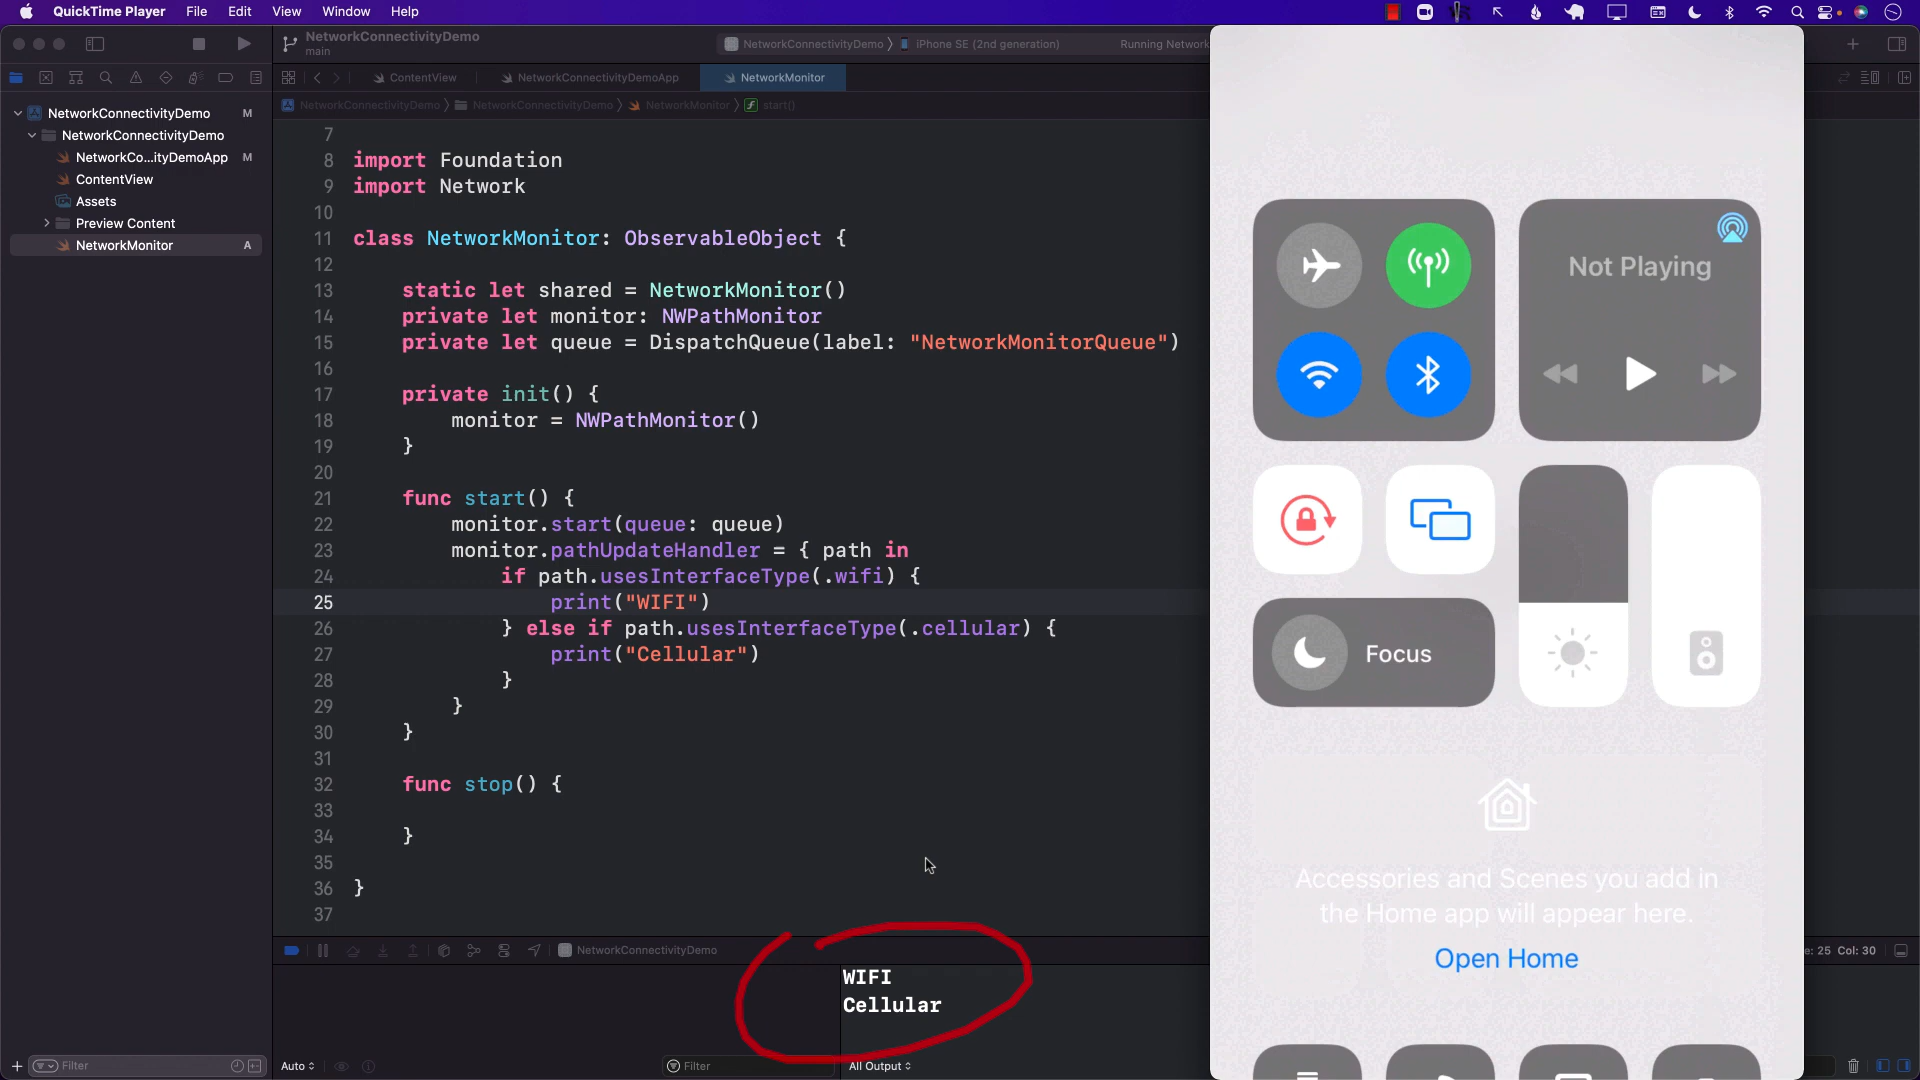 QuickTime Player File Edit View Window Help
NetworkConnectivityDemo
main
NetworkConnectivityDemo 〉 iPhone SE (2nd generation)
Running Network
ContentView
NetworkConnectivityDemoApp
NetworkMonitor
NetworkConnectivityDemo 〉 NetworkConnectivityDemo 〉 NetworkMonitor 〉 start()
NetworkConnectivityDemo M
NetworkConnectivityDemo
NetworkCo...ityDemoApp M
ContentView
Assets
Preview Content
NetworkMonitor A
7
8 import Foundation
9 import Network
10
11 class NetworkMonitor: ObservableObject {
12
13 static let shared = NetworkMonitor()
14 private let monitor: NWPathMonitor
15 private let queue = DispatchQueue(label: "NetworkMonitorQueue")
16
17 private init() {
18 monitor = NWPathMonitor()
19 }
20
21 func start() {
22 monitor.start(queue: queue)
23 monitor.pathUpdateHandler = { path in
24 if path.usesInterfaceType(.wifi) {
25 print("WIFI")
26 } else if path.usesInterfaceType(.cellular) {
27 print("Cellular")
28 }
29 }
30 }
31
32 func stop() {
33
34 }
35
36 }
37
NetworkConnectivityDemo
e: 25 Col: 30
WIFI
Cellular
Filter
Auto
Filter
All Output
Not Playing
Focus
Accessories and Scenes you add in
the Home app will appear here.
Open Home